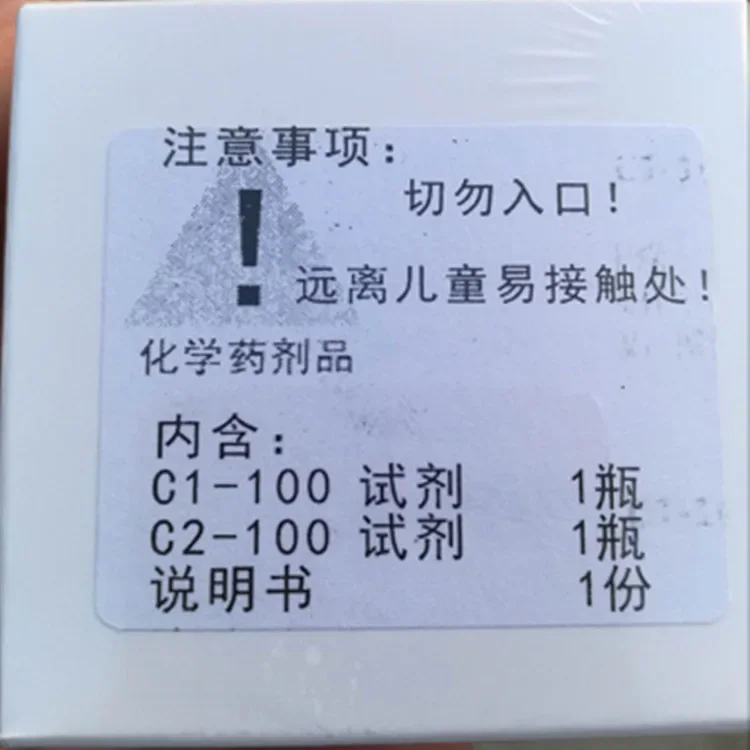 注意事项：
切勿入口！
!
远离儿童易接触处！
化学药剂品
内含：
C1-100 试剂 1瓶
C2-100 试剂 1瓶
说明书 1份